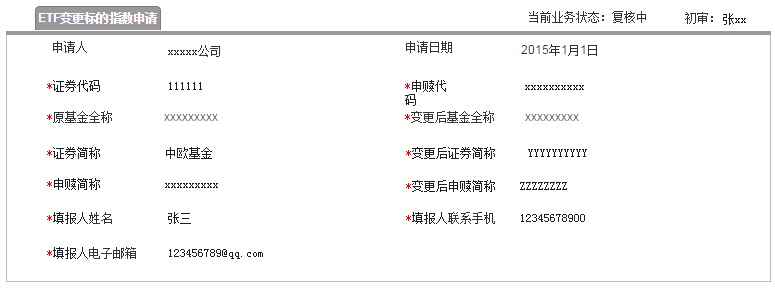 ETF变更标的指数申请 当前业务状态：复核中 初审：张xx
申请人 xxxxx公司 申请日期 2015年1月1日
*证券代码 111111 *申赎代码 xxxxxxxxxx
*原基金全称 XXXXXXXXX *变更后基金全称 XXXXXXXXX
*证券简称 中欧基金 *变更后证券简称 YYYYYYYYYY
*申赎简称 xxxxxxxxx *变更后申赎简称 ZZZZZZZZ
*填报人姓名 张三 *填报人联系手机 12345678900
*填报人电子邮箱 123456789@qq.com